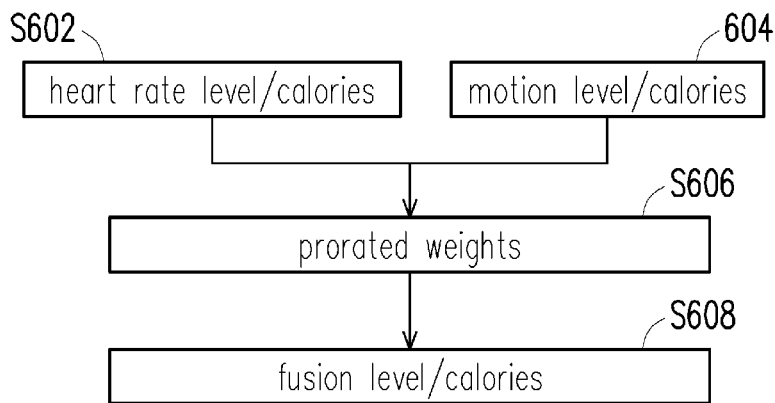 S602
604
heart rate level/calories
motion level/calories
S606
prorated weights
S608
fusion level/calories